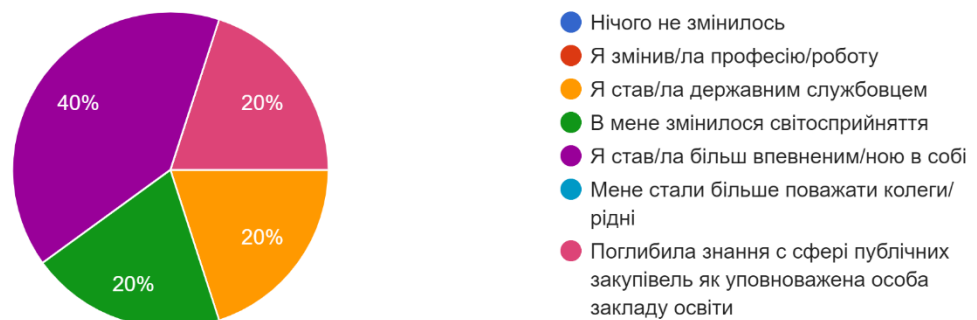 40%
20%
20%
20%
Нічого не змінилось
Я змінив/ла професію/роботу
Я став/ла державним службовцем
В мене змінилося світосприйняття
Я став/ла більш впевненим/ною в собі
Мене стали більше поважати колеги/
рідні
Поглибила знання с сфері публічних
закупівель як уповноважена особа
закладу освіти